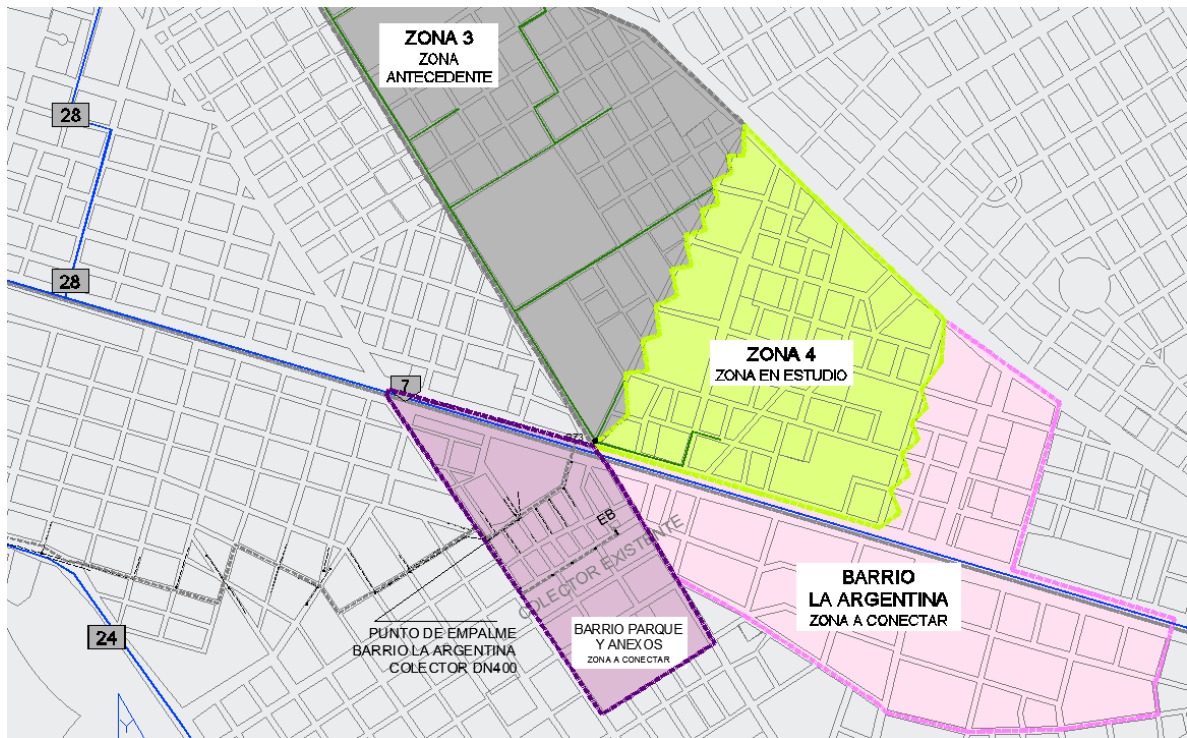 ZONA 3
ZONA
ANTECEDENTE
28
28
ZONA 4
ZONA EN ESTUDIO
7
EB
COLECTOR EXISTENTE
BARRIO
LA ARGENTINA
ZONA A CONECTAR
PUNTO DE EMPALME
BARRIO LA ARGENTINA
COLECTOR DN400
BARRIO PARQUE
Y ANEXOS
ZONA A CONECTAR
24